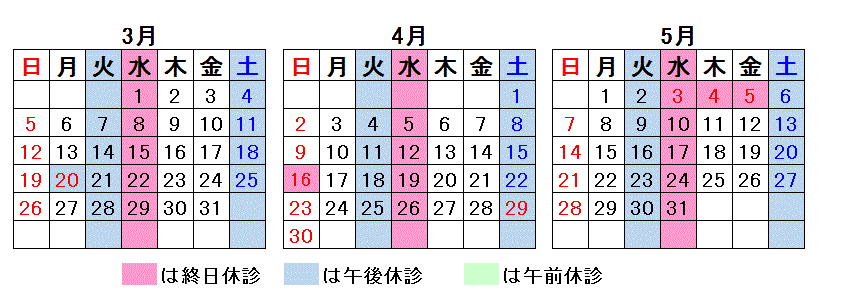 3月
日 月 火 水 木 金 土
1 2 3 4
5 6 7 8 9 10 11
12 13 14 15 16 17 18
19 20 21 22 23 24 25
26 27 28 29 30 31
4月
日 月 火 水 木 金 土
1
2 3 4 5 6 7 8
9 10 11 12 13 14 15
16 17 18 19 20 21 22
23 24 25 26 27 28 29
30
5月
日 月 火 水 木 金 土
1 2 3 4 5 6
7 8 9 10 11 12 13
14 15 16 17 18 19 20
21 22 23 24 25 26 27
28 29 30 31
は終日休診 は午後休診 は午前休診